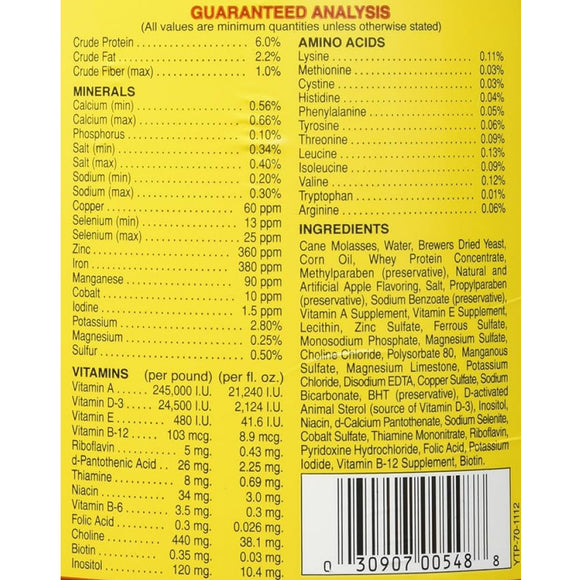 GUARANTEED ANALYSIS
(All values are minimum quantities unless otherwise stated)
Crude Protein 6.0%
Crude Fat 2.2%
Crude Fiber (max) 1.0%
MINERALS
Calcium (min) 0.56%
Calcium (max) 0.66%
Phosphorus 0.10%
Salt (min) 0.34%
Salt (max) 0.40%
Sodium (min) 0.20%
Sodium (max) 0.30%
Copper 60 ppm
Selenium (min) 13 ppm
Selenium (max) 25 ppm
Zinc 360 ppm
Iron 380 ppm
Manganese 90 ppm
Cobalt 10 ppm
Iodine 1.5 ppm
Potassium 2.80%
Magnesium 0.25%
Sulfur 0.50%
VITAMINS (per pound) (per fl. oz.)
Vitamin A 245,000 I.U. 21,240 I.U.
Vitamin D-3 24,500 I.U. 2,124 I.U.
Vitamin E 480 I.U. 41.6 I.U.
Vitamin B-12 103 mcg. 8.9 mcg.
Riboflavin 5 mg. 0.43 mg.
d-Pantothenic Acid 26 mg. 2.25 mg.
Thiamine 8 mg. 0.69 mg.
Niacin 34 mg. 3.0 mg.
Vitamin B-6 3.5 mg. 0.3 mg.
Folic Acid 0.3 mg. 0.026 mg.
Choline 440 mg. 38.1 mg.
Biotin 0.35 mg. 0.03 mg.
Inositol 120 mg. 10.4 mg.
AMINO ACIDS
Lysine 0.11%
Methionine 0.03%
Cystine 0.03%
Histidine 0.04%
Phenylalanine 0.05%
Tyrosine 0.06%
Threonine 0.09%
Leucine 0.13%
Isoleucine 0.09%
Valine 0.12%
Tryptophan 0.01%
Arginine 0.06%
INGREDIENTS
Cane Molasses, Water, Brewers Dried Yeast,
Corn Oil, Whey Protein Concentrate,
Methylparaben (preservative), Natural and
Artificial Apple Flavoring, Salt, Propylparaben
(preservative), Sodium Benzoate (preservative),
Vitamin A Supplement, Vitamin E Supplement,
Lecithin, Zinc Sulfate, Ferrous Sulfate,
Monosodium Phosphate, Magnesium Sulfate,
Choline Chloride, Polysorbate 80, Manganous
Sulfate, Magnesium Limestone, Potassium
Chloride, Disodium EDTA, Copper Sulfate, Sodium
Bicarbonate, BHT (preservative), D-activated
Animal Sterol (source of Vitamin D-3), Inositol,
Niacin, d-Calcium Pantothenate, Sodium Selenite,
Cobalt Sulfate, Thiamine Mononitrate, Riboflavin,
Pyridoxine Hydrochloride, Folic Acid, Potassium
Iodide, Vitamin B-12 Supplement, Biotin.
0 30907 00548 8
YTP-70-1112